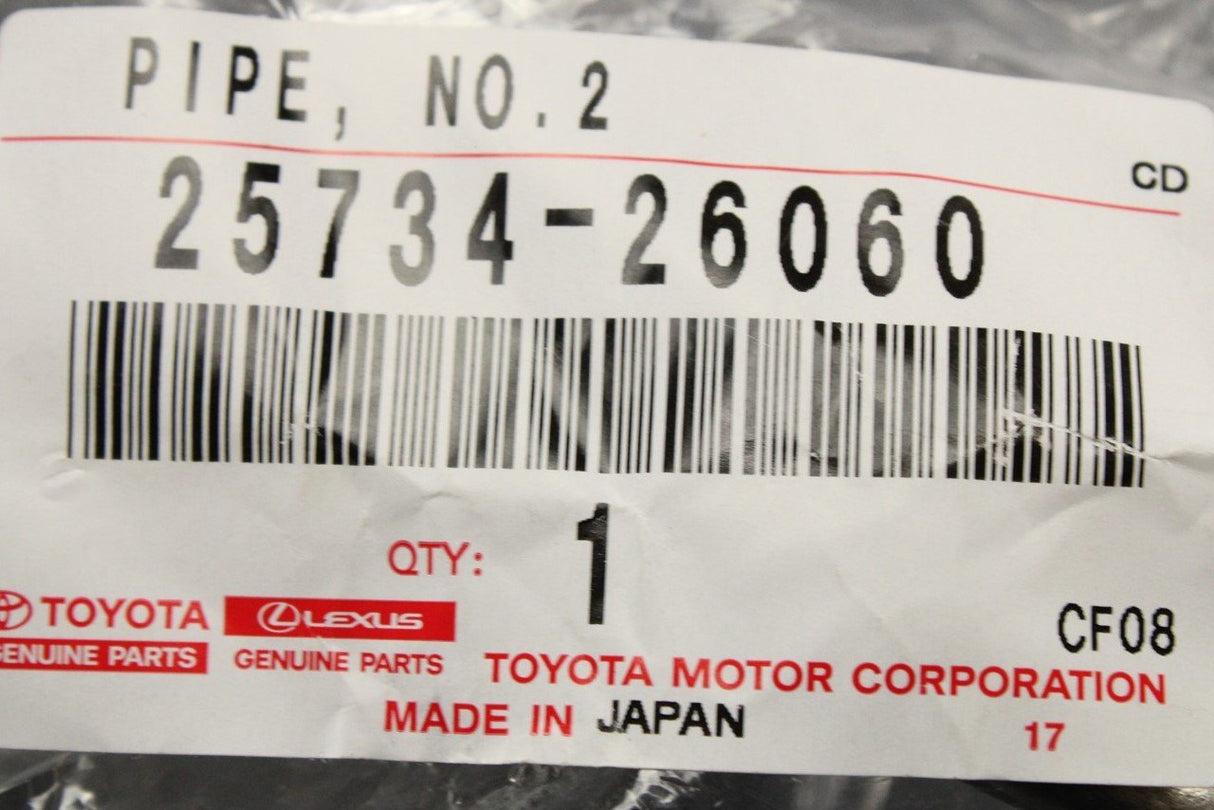 PIPE, NO.2
CD
25734-26060
QTY: 1
CF08
TOYOTA LEXUS
GENUINE PARTS GENUINE PARTS
TOYOTA MOTOR CORPORATION
MADE IN JAPAN
17